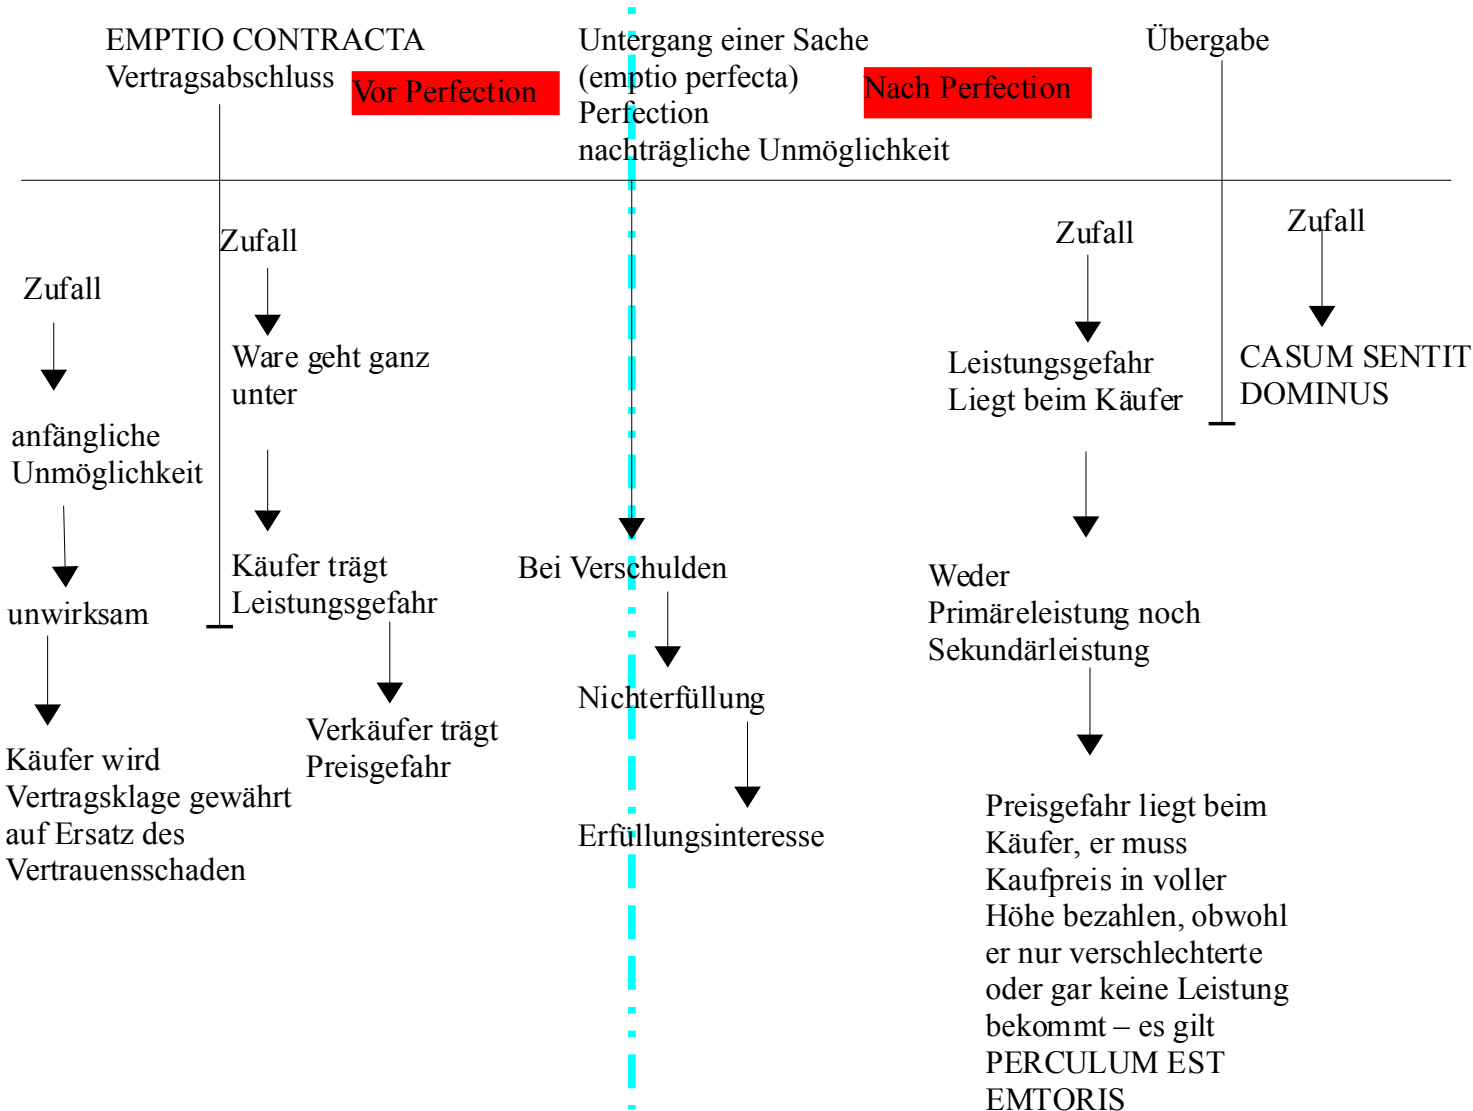 EMPTIO CONTRACTA
Vertragsabschluss
Vor Perfection
Untergang einer Sache
(emptio perfecta)
Perfection
nachträgliche Unmöglichkeit
Nach Perfection
Übergabe
Zufall
anfängliche
Unmöglichkeit
unwirksam
Käufer wird
Vertragsklage gewährt
auf Ersatz des
Vertrauensschaden
Zufall
Ware geht ganz
unter
Käufer trägt
Leistungsgefahr
Verkäufer trägt
Preisgefahr
Bei Verschulden
Nichterfüllung
Erfüllungsinteresse
Zufall
Leistungsgefahr
Liegt beim Käufer
Weder
Primäreleistung noch
Sekundärleistung
Preisgefahr liegt beim
Käufer, er muss
Kaufpreis in voller
Höhe bezahlen, obwohl
er nur verschlechterte
oder gar keine Leistung
bekommt – es gilt
PERCULUM EST
EMTORIS
Zufall
CASUM SENTIT
DOMINUS